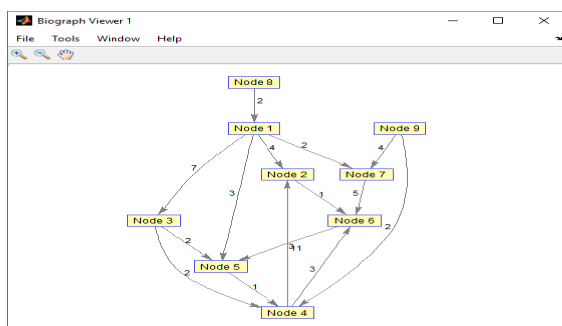 Biograph Viewer 1
File Tools Window Help
Node 8
2
Node 1
Node 9
4
2
4
7
Node 2
Node 7
3
1
5
Node 3
Node 6
2
2
11
Node 5
2
3
1
Node 4